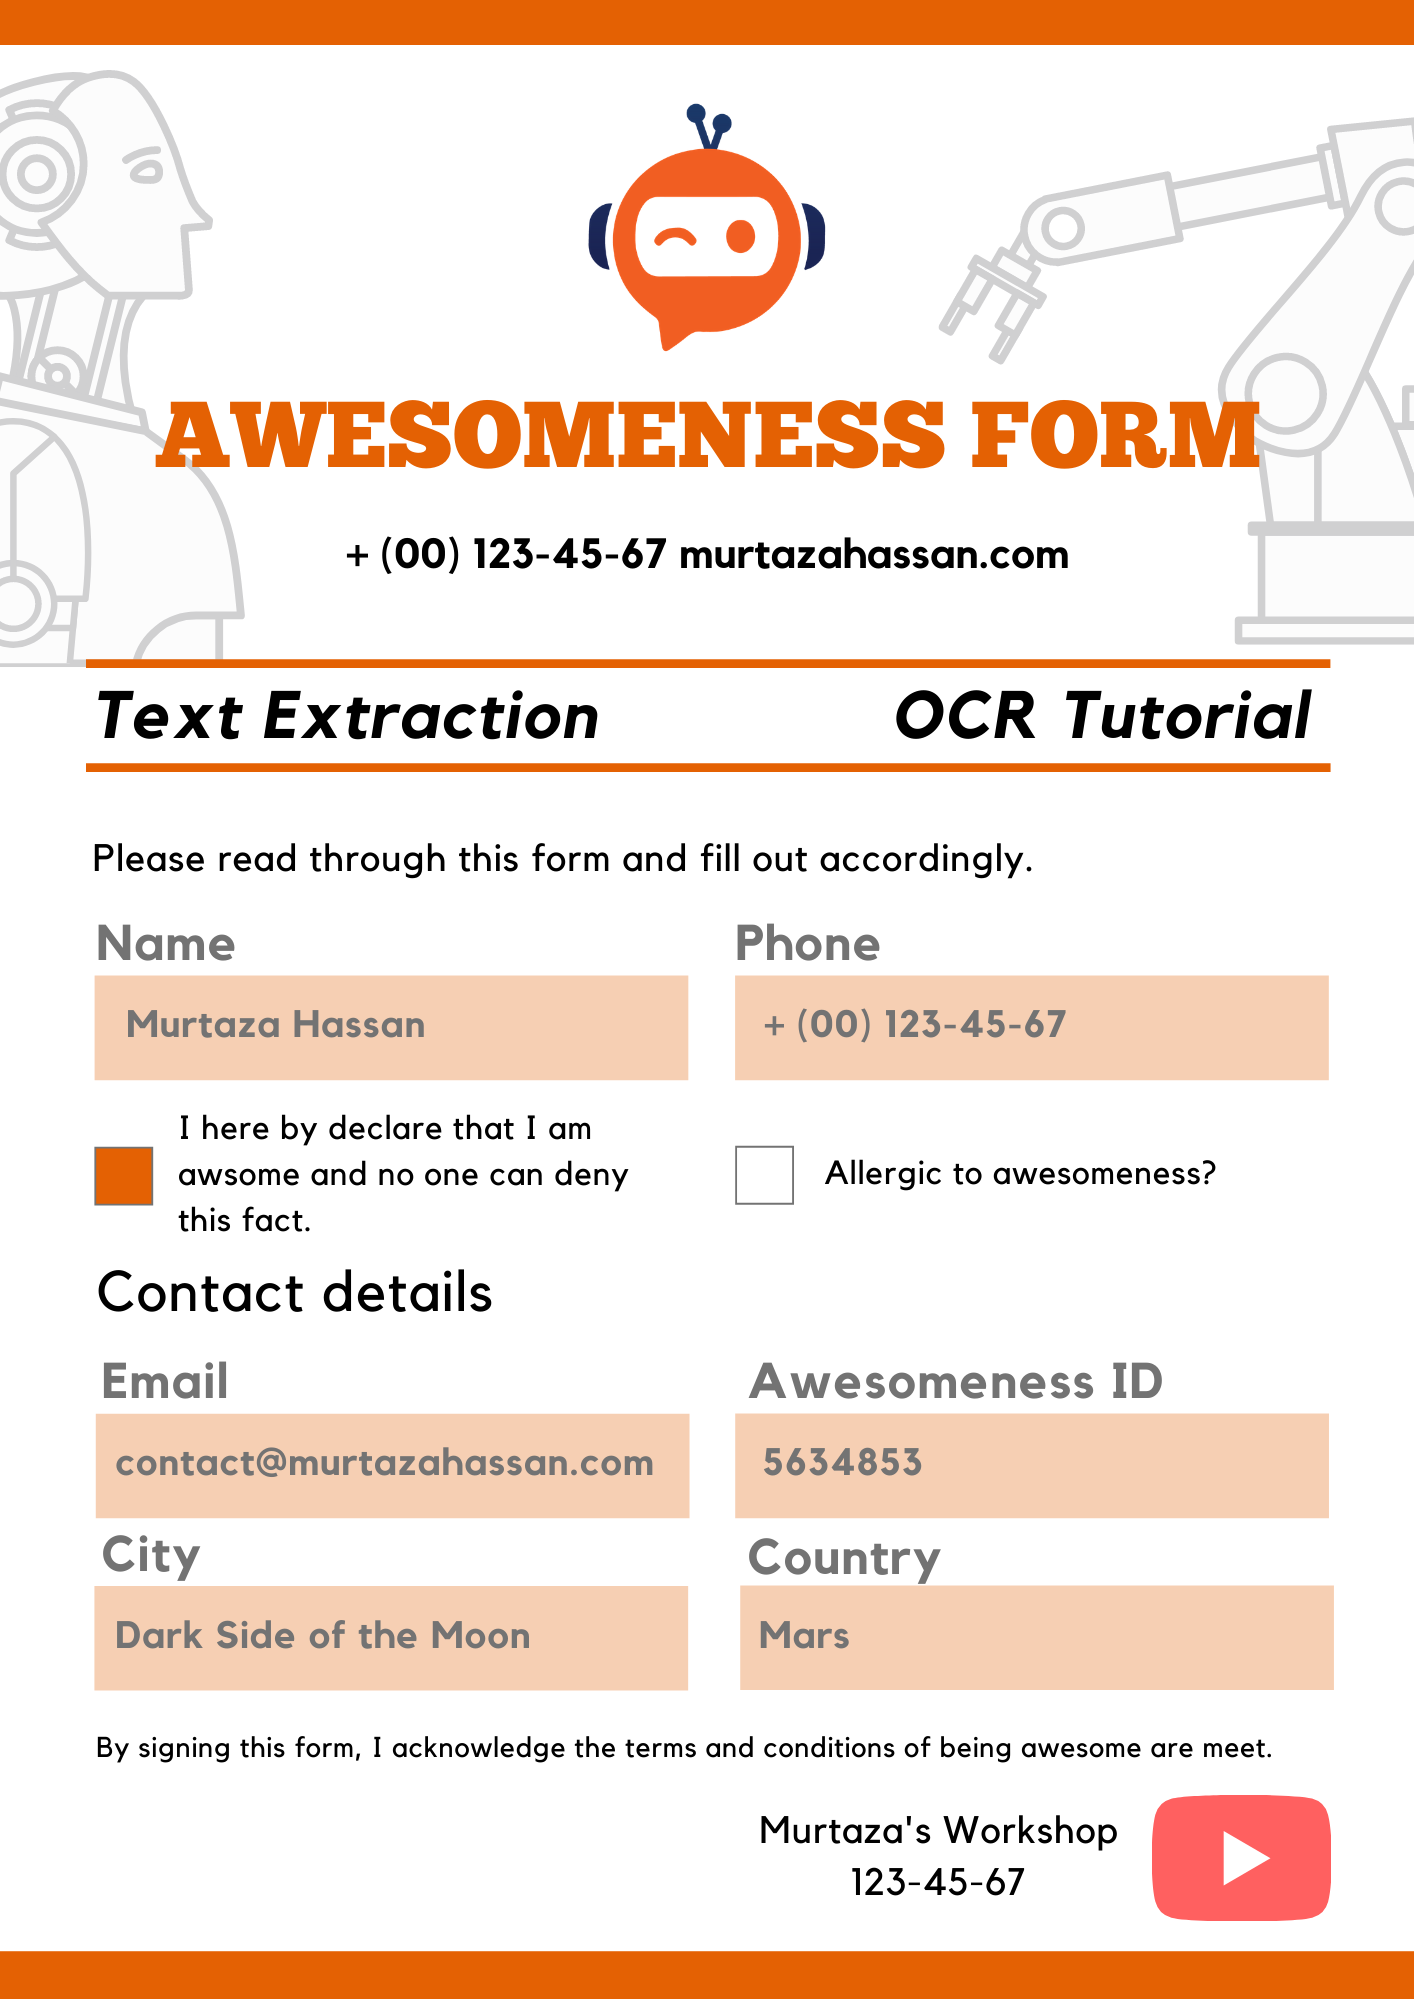 AWESOMENESS FORM
+ (00) 123-45-67 murtazahassan.com
Text Extraction
OCR Tutorial
Please read through this form and fill out accordingly.
Name
Phone
Murtaza Hassan
+ (00) 123-45-67
I here by declare that I am
awsome and no one can deny
this fact.
Allergic to awesomeness?
Contact details
Email
Awesomeness ID
contact@murtazahassan.com
5634853
City
Country
Dark Side of the Moon
Mars
By signing this form, I acknowledge the terms and conditions of being awesome are meet.
Murtaza's Workshop
123-45-67